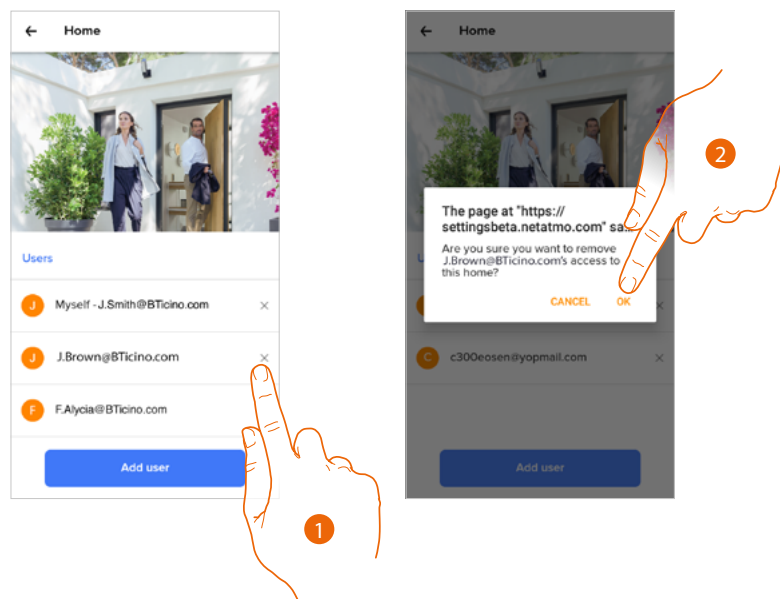 Home
Users
J
Myself - J.Smith@BTicino.com
J
J.Brown@BTicino.com
F
F.Alycia@BTicino.com
Add user
1
Home
The page at "https://
settingsbeta.netatmo.com" sa...
Are you sure you want to remove
J.Brown@BTicino.com's access to
this home?
CANCEL OK
C
c300eosen@yopmail.com
Add user
2